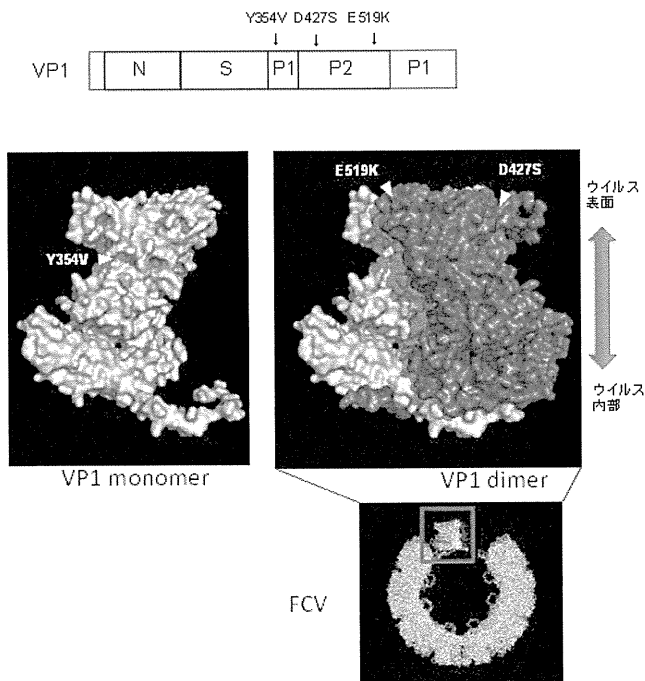 Y354V D427S E519K
VP1 N S P1 P2 P1
E519K D427S
Y354V
ウイルス
表面
ウイルス
内部
VP1 monomer VP1 dimer
FCV